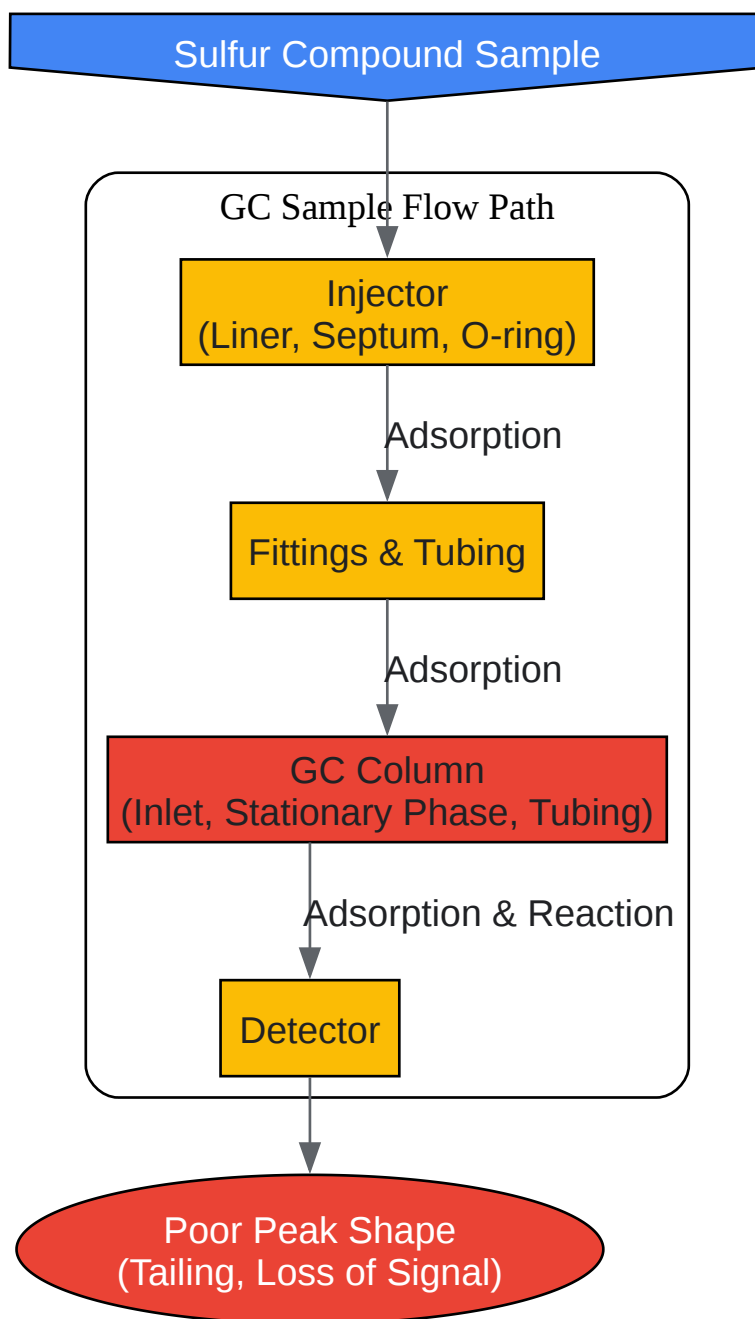 Sulfur Compound Sample
GC Sample Flow Path
Injector
(Liner, Septum, O-ring)
Adsorption
Fittings & Tubing
Adsorption
GC Column
(Inlet, Stationary Phase, Tubing)
Adsorption & Reaction
Detector
Poor Peak Shape
(Tailing, Loss of Signal)